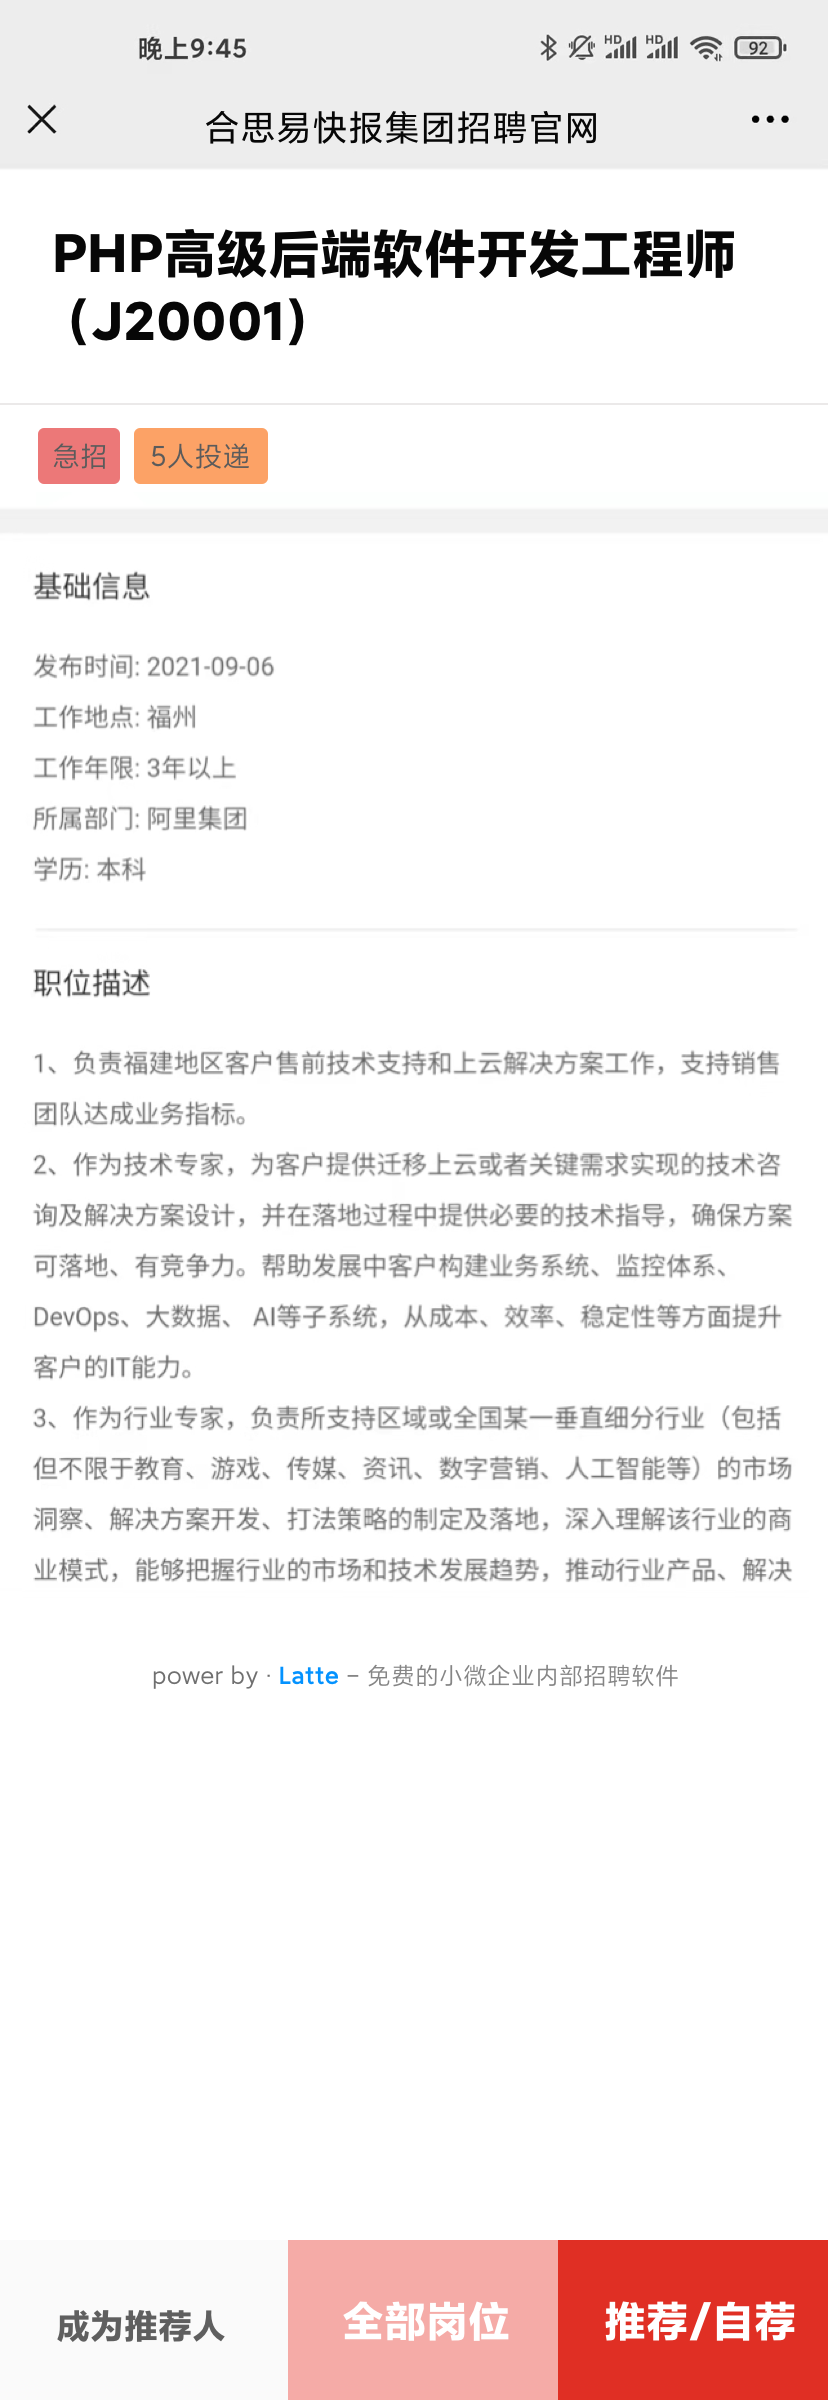 晚上9:45
HD HD 92
合思易快报集团招聘官网
PHP高级后端软件开发工程师
（J20001）
急招 5人投递
基础信息
发布时间: 2021-09-06
工作地点: 福州
工作年限: 3年以上
所属部门: 阿里集团
学历: 本科
职位描述
1、负责福建地区客户售前技术支持和上云解决方案工作，支持销售
团队达成业务指标。
2、作为技术专家，为客户提供迁移上云或者关键需求实现的技术咨
询及解决方案设计，并在落地过程中提供必要的技术指导，确保方案
可落地、有竞争力。帮助发展中客户构建业务系统、监控体系、
DevOps、大数据、 AI等子系统，从成本、效率、稳定性等方面提升
客户的IT能力。
3、作为行业专家，负责所支持区域或全国某一垂直细分行业（包括
但不限于教育、游戏、传媒、资讯、数字营销、人工智能等）的市场
洞察、解决方案开发、打法策略的制定及落地，深入理解该行业的商
业模式，能够把握行业的市场和技术发展趋势，推动行业产品、解决
power by · Latte - 免费的小微企业内部招聘软件
成为推荐人 全部岗位 推荐/自荐